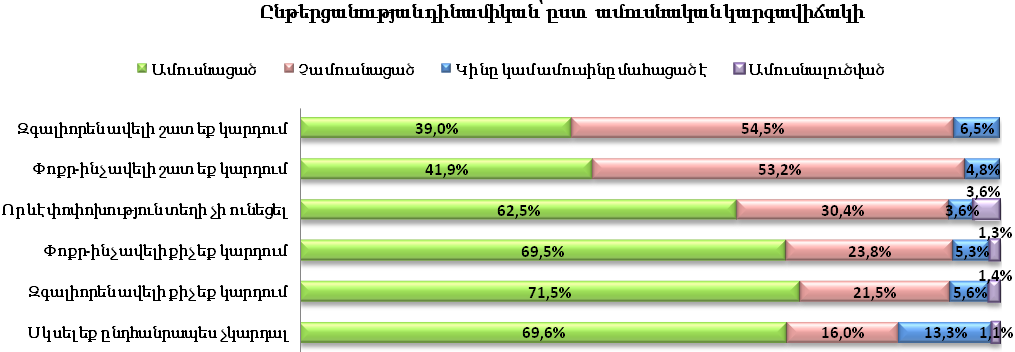 Ընթերցանության դինամիկան՝ ըստ ամուսնական կարգավիճակի
Ամուսնացած Չամուսնացած Կինը կամ ամուսինը մահացած է Ամուսնալուծված
Զգալիորեն ավելի շատ եք կարդում 39,0% 54,5% 6,5%
Փոքր-ինչ ավելի շատ եք կարդում 41,9% 53,2% 4,8%
Որևէ փոփոխություն տեղի չի ունեցել 62,5% 30,4% 3,6% 3,6%
Փոքր-ինչ ավելի քիչ եք կարդում 69,5% 23,8% 5,3% 1,3%
Զգալիորեն ավելի քիչ եք կարդում 71,5% 21,5% 5,6% 1,4%
Սկսել եք ընդհանրապես չկարդալ 69,6% 16,0% 13,3% 1,1%